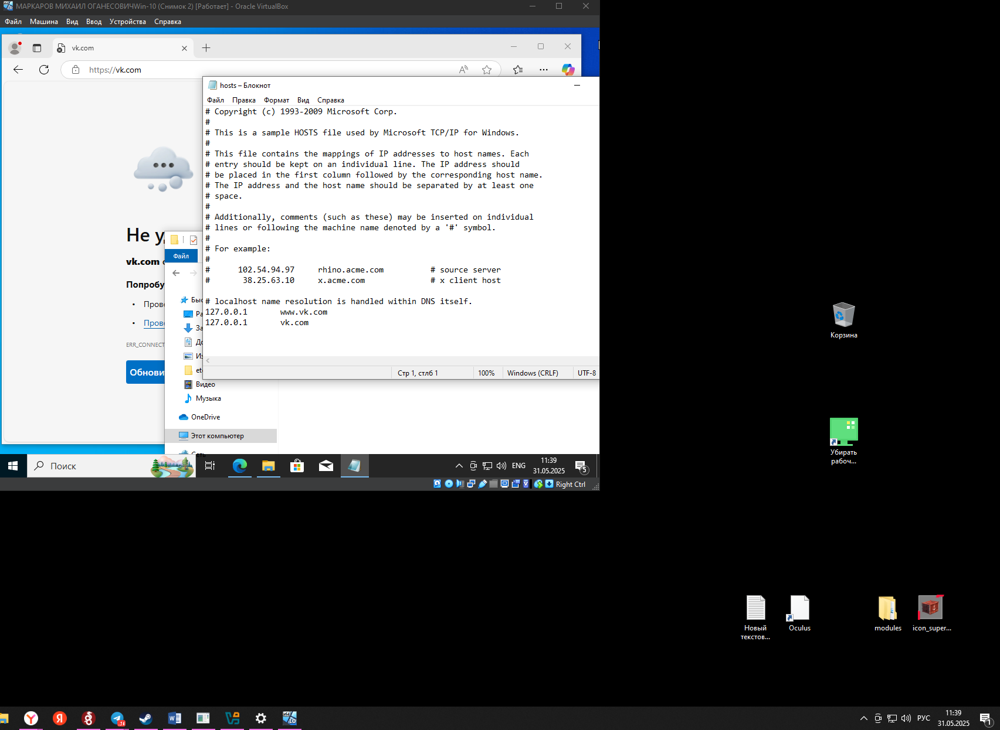 МАРКАРОВ МИХАИЛ ОГАНЕСОВИЧWin-10 (Снимок 2) [Работает] - Oracle VirtualBox
Файл Машина Вид Ввод Устройства Справка
vk.com
https://vk.com
hosts – Блокнот
Файл Правка Формат Вид Справка
# Copyright (c) 1993-2009 Microsoft Corp.
#
# This is a sample HOSTS file used by Microsoft TCP/IP for Windows.
#
# This file contains the mappings of IP addresses to host names. Each
# entry should be kept on an individual line. The IP address should
# be placed in the first column followed by the corresponding host name.
# The IP address and the host name should be separated by at least one
# space.
#
# Additionally, comments (such as these) may be inserted on individual
# lines or following the machine name denoted by a '#' symbol.
#
# For example:
#
# 102.54.94.97 rhino.acme.com # source server
# 38.25.63.10 x.acme.com # x client host
# localhost name resolution is handled within DNS itself.
127.0.0.1 www.vk.com
127.0.0.1 vk.com
Стр 1, стлб 1 100% Windows (CRLF) UTF-8
Не у
vk.com
Попробу
• Прове
• Прове
ERR_CONNECT
Обнови
Файл
Быс
Ра
За
До
Из
etc
Видео
Музыка
OneDrive
Этот компьютер
Сеть
Поиск
ENG
11:39
31.05.2025
5
Right Ctrl
Корзина
Убирать
рабоч...
Новый
текстов...
Oculus
modules
icon_super...
РУС
11:39
31.05.2025
1